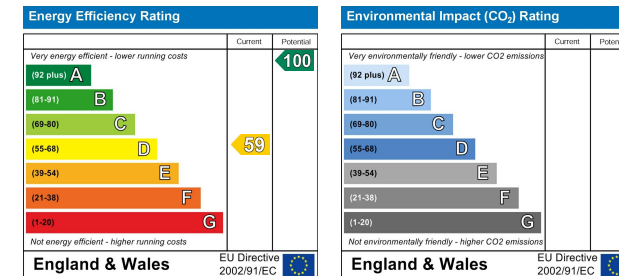 Energy Efficiency Rating
Current Potential
Very energy efficient - lower running costs
(92 plus) A
100
(81-91) B
(69-80) C
(55-68) D
59
(39-54) E
(21-38) F
(1-20) G
Not energy efficient - higher running costs
England & Wales
EU Directive
2002/91/EC
Environmental Impact (CO2) Rating
Current Poten
Very environmentally friendly - lower CO2 emissions
(92 plus) A
(81-91) B
(69-80) C
(55-68) D
(39-54) E
(21-38) F
(1-20) G
Not environmentally friendly - higher CO2 emissions
England & Wales
EU Directive
2002/91/EC